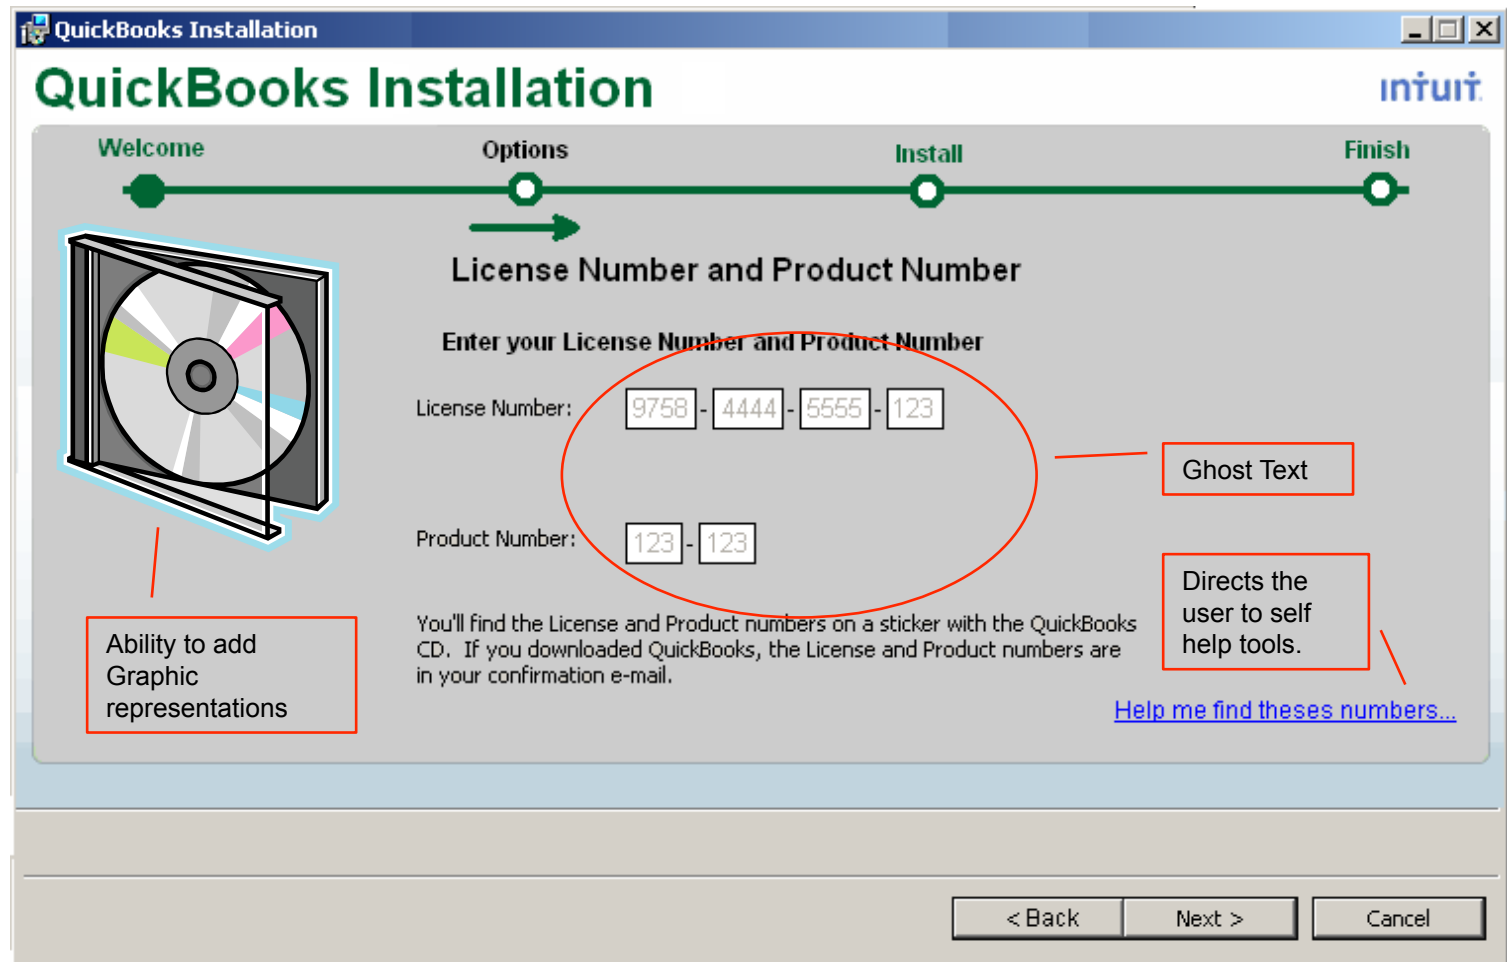 QuickBooks Installation
QuickBooks Installation
intuit.
Welcome
Options
Install
Finish
License Number and Product Number
Enter your License Number and Product Number
License Number:
9758 - 4444 - 5555 - 123
Ghost Text
Product Number:
123 - 123
Directs the
user to self
help tools.
Ability to add
Graphic
representations
You'll find the License and Product numbers on a sticker with the QuickBooks
CD.  If you downloaded QuickBooks, the License and Product numbers are
in your confirmation e-mail.
Help me find theses numbers...
< Back
Next >
Cancel